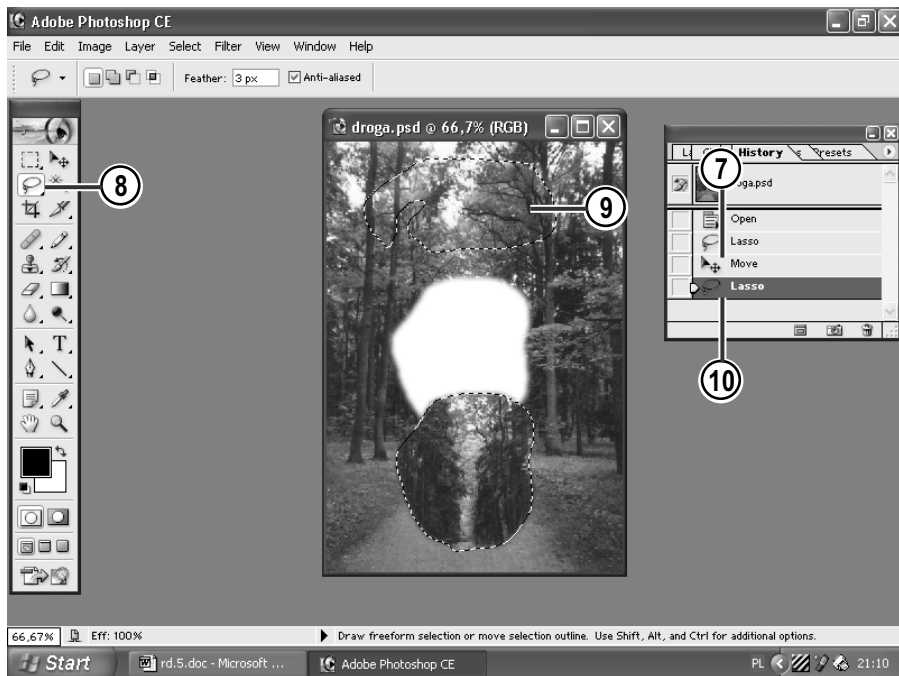 Adobe Photoshop CE
File Edit Image Layer Select Filter View Window Help
Feather: 3 px Anti-aliased
droga.psd @ 66,7% (RGB)
History Presets
7
8
oga.psd
9
Open
Lasso
Move
Lasso
10
T
66,67% Eff: 100% Draw freeform selection or move selection outline. Use Shift, Alt, and Ctrl for additional options.
Start rd.5.doc - Microsoft ... Adobe Photoshop CE PL 21:10